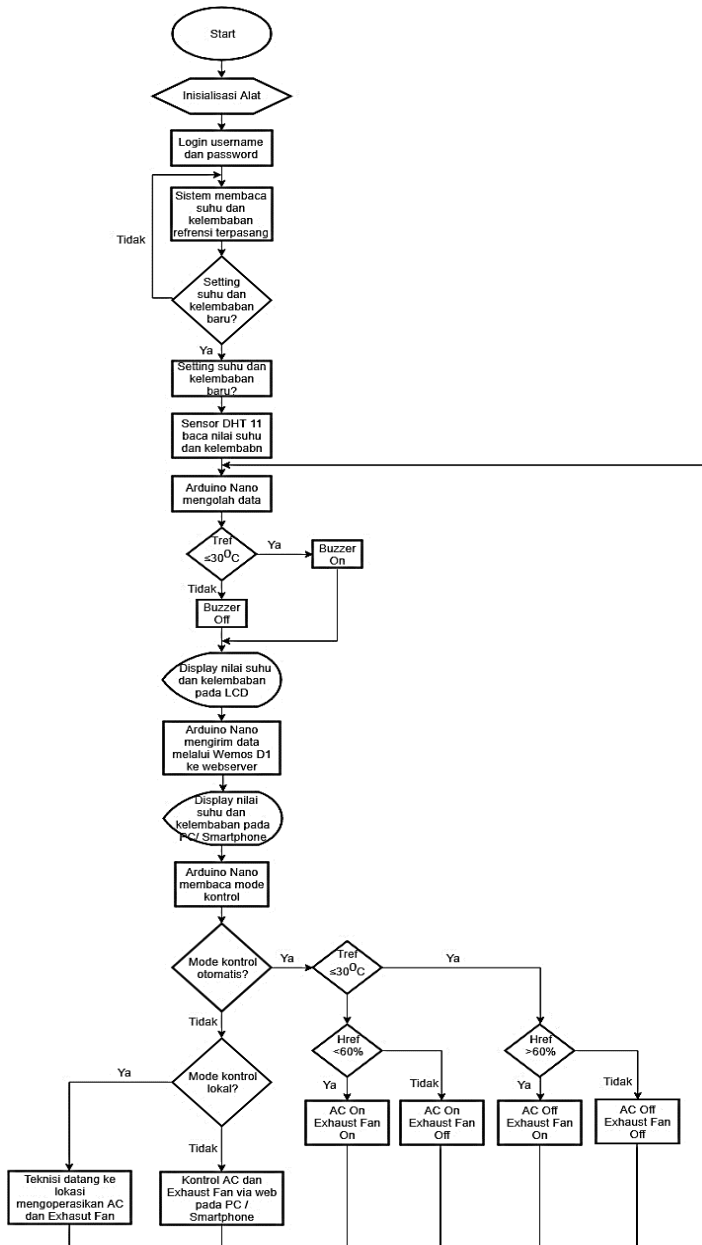 Start
Inisialisasi Alat
Login username
dan password
Sistem membaca
suhu dan
kelembaban
refrensi terpasang
Tidak
Setting
suhu dan
kelembaban
baru?
Ya
Setting suhu dan
kelembaban
baru?
Sensor DHT 11
baca nilai suhu
dan kelembabn
Arduino Nano
mengolah data
Tref
≤30⁰C
Ya
Buzzer
On
Tidak
Buzzer
Off
Display nilai suhu
dan kelembaban
pada LCD
Arduino Nano
mengirim data
melalui Wemos D1
ke webserver
Display nilai
suhu dan
kelembaban pada
PC/ Smartphone
Arduino Nano
membaca mode
kontrol
Mode kontrol
otomatis?
Ya
Tref
≤30⁰C
Ya
Tidak
Href
<60%
Href
>60%
Ya
Mode kontrol
lokal?
Ya
Tidak
Ya
Tidak
AC On
Exhaust Fan
On
AC On
Exhaust Fan
Off
AC Off
Exhaust Fan
On
AC Off
Exhaust Fan
Off
Tidak
Teknisi datang ke
lokasi
mengoperasikan AC
dan Exhasut Fan
Kontrol AC dan
Exhaust Fan via web
pada PC /
Smartphone